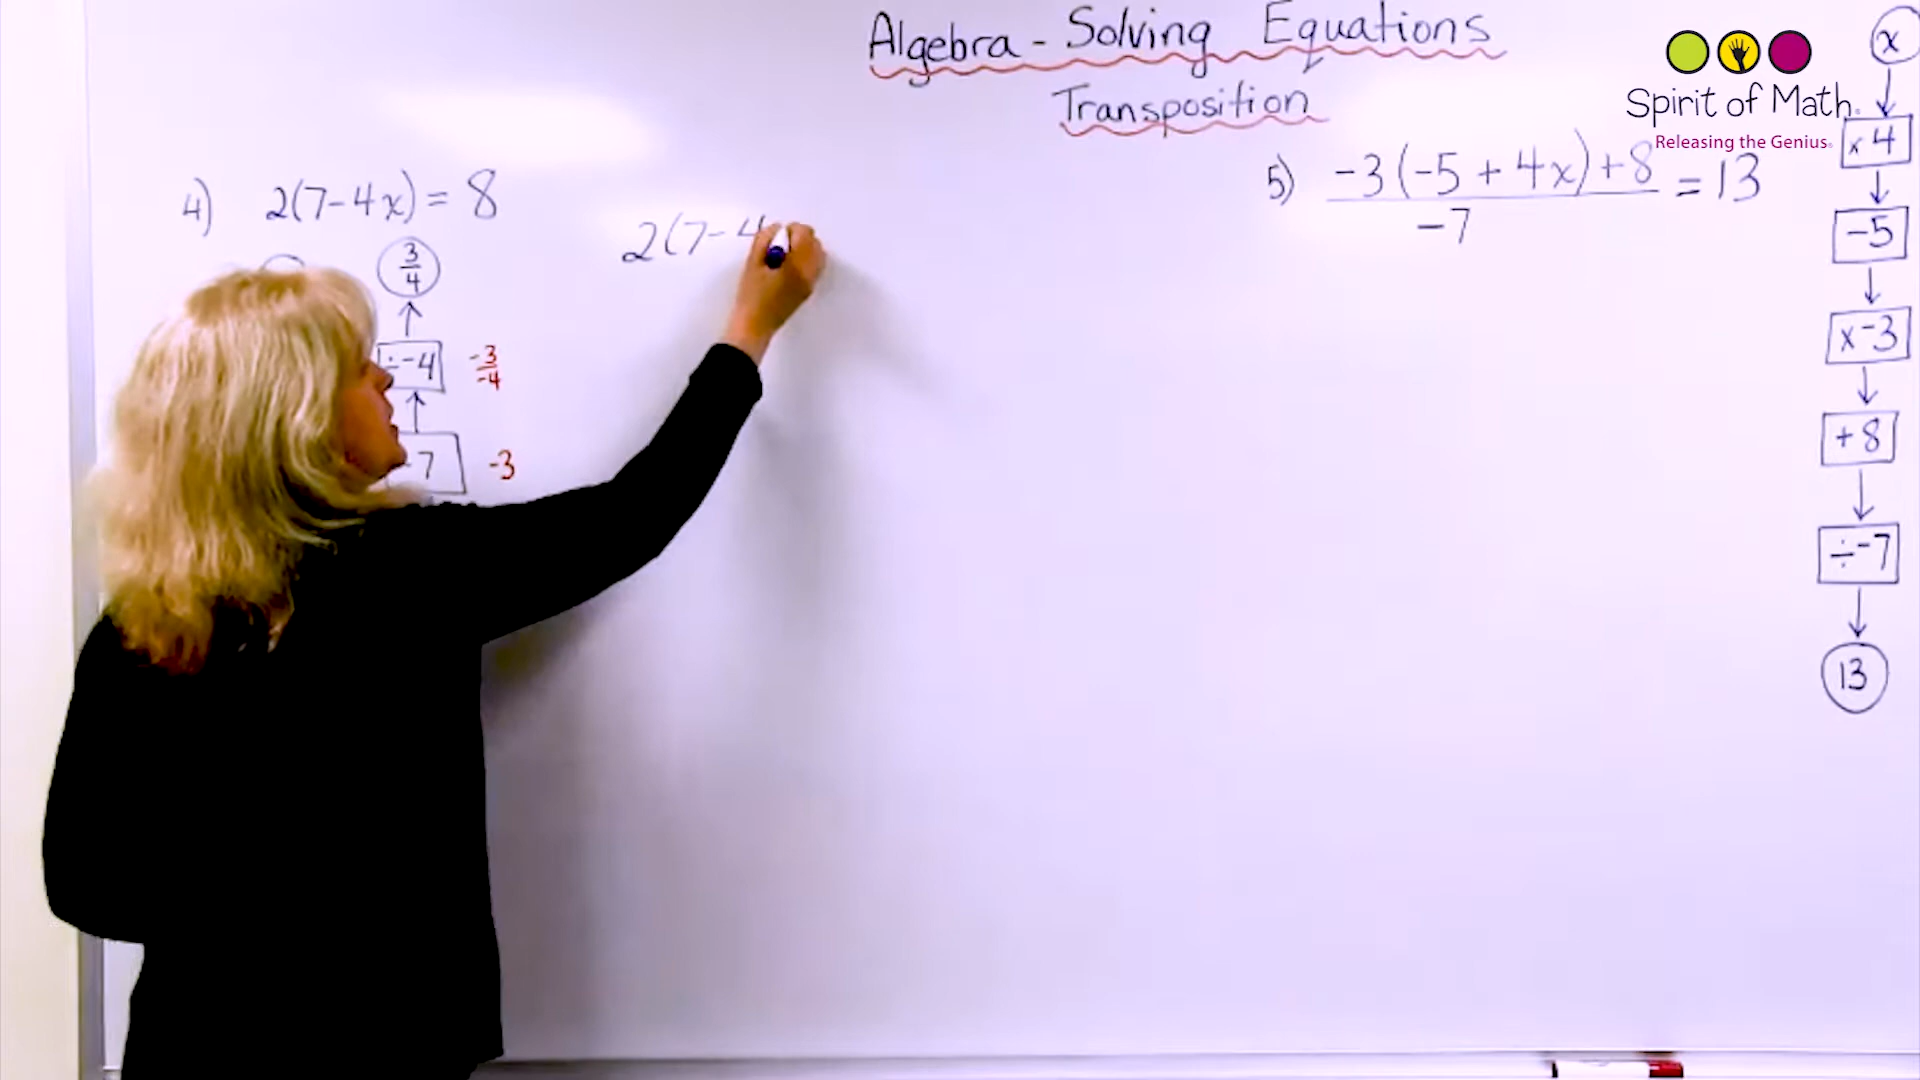 Algebra - Solving Equations
Transposition
Spirit of Math
Releasing the Genius
4) 2(7-4x) = 8
3/4
÷-4
-3/-4
-7
-3
2(7-4
5) -3(-5+4x)+8 = 13
-7
x
x4
-5
x-3
+8
÷-7
13